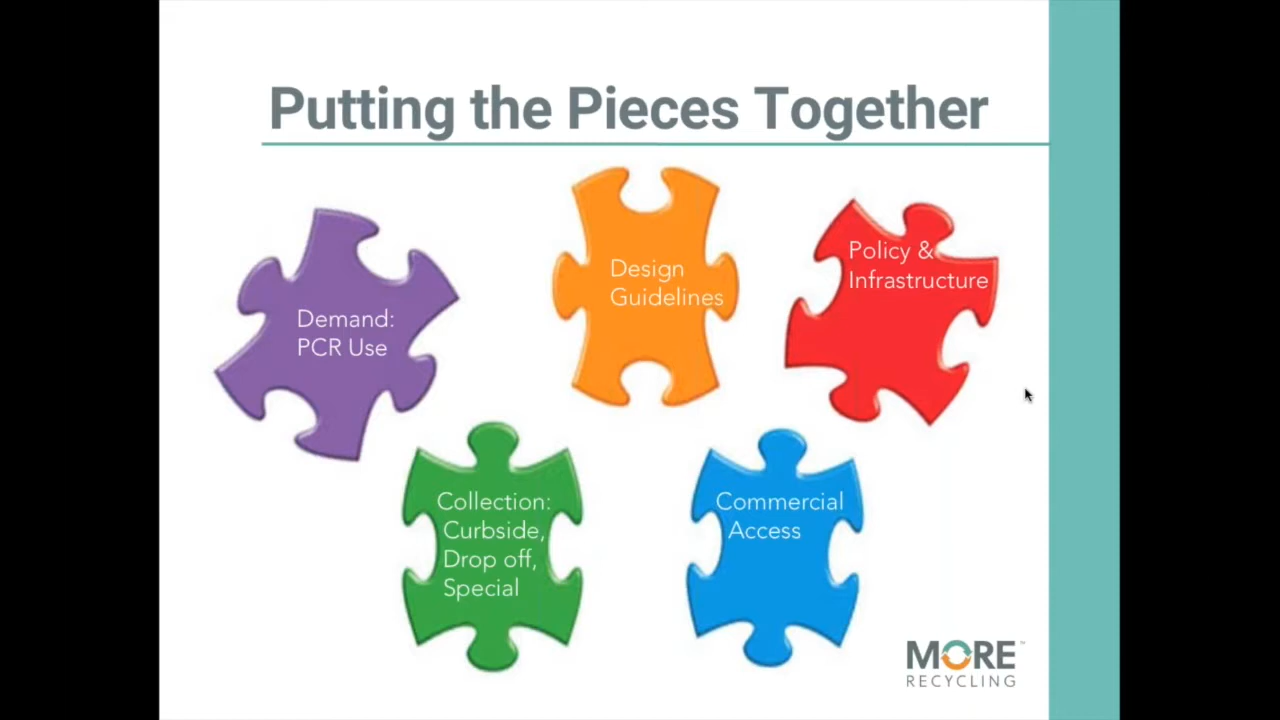 Putting the Pieces Together
Demand:
PCR Use
Design
Guidelines
Policy &
Infrastructure
Collection:
Curbside,
Drop off,
Special
Commercial
Access
MORE™
RECYCLING